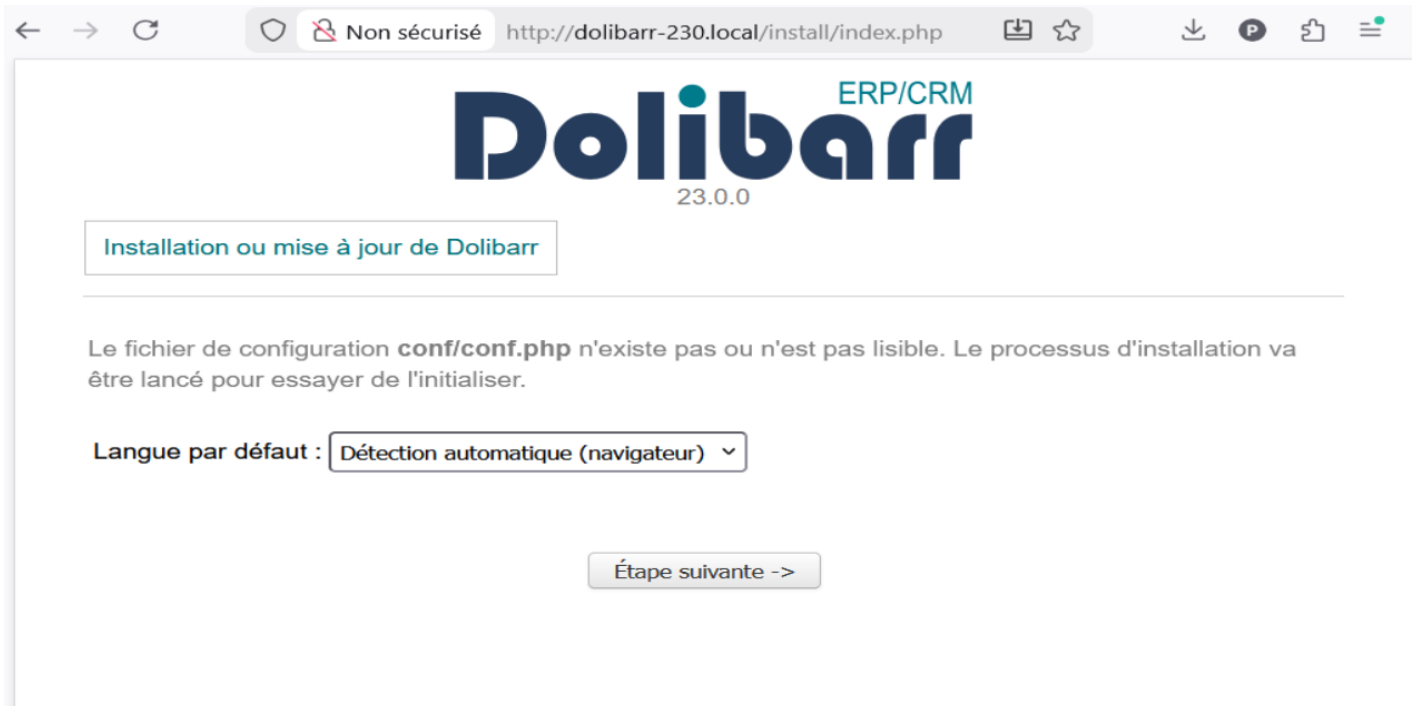 Non sécurisé http://dolibarr-230.local/install/index.php P
ERP/CRM
Dolibarr
23.0.0
Installation ou mise à jour de Dolibarr
Le fichier de configuration conf/conf.php n'existe pas ou n'est pas lisible. Le processus d'installation va
être lancé pour essayer de l'initialiser.
Langue par défaut : Détection automatique (navigateur)
Étape suivante ->